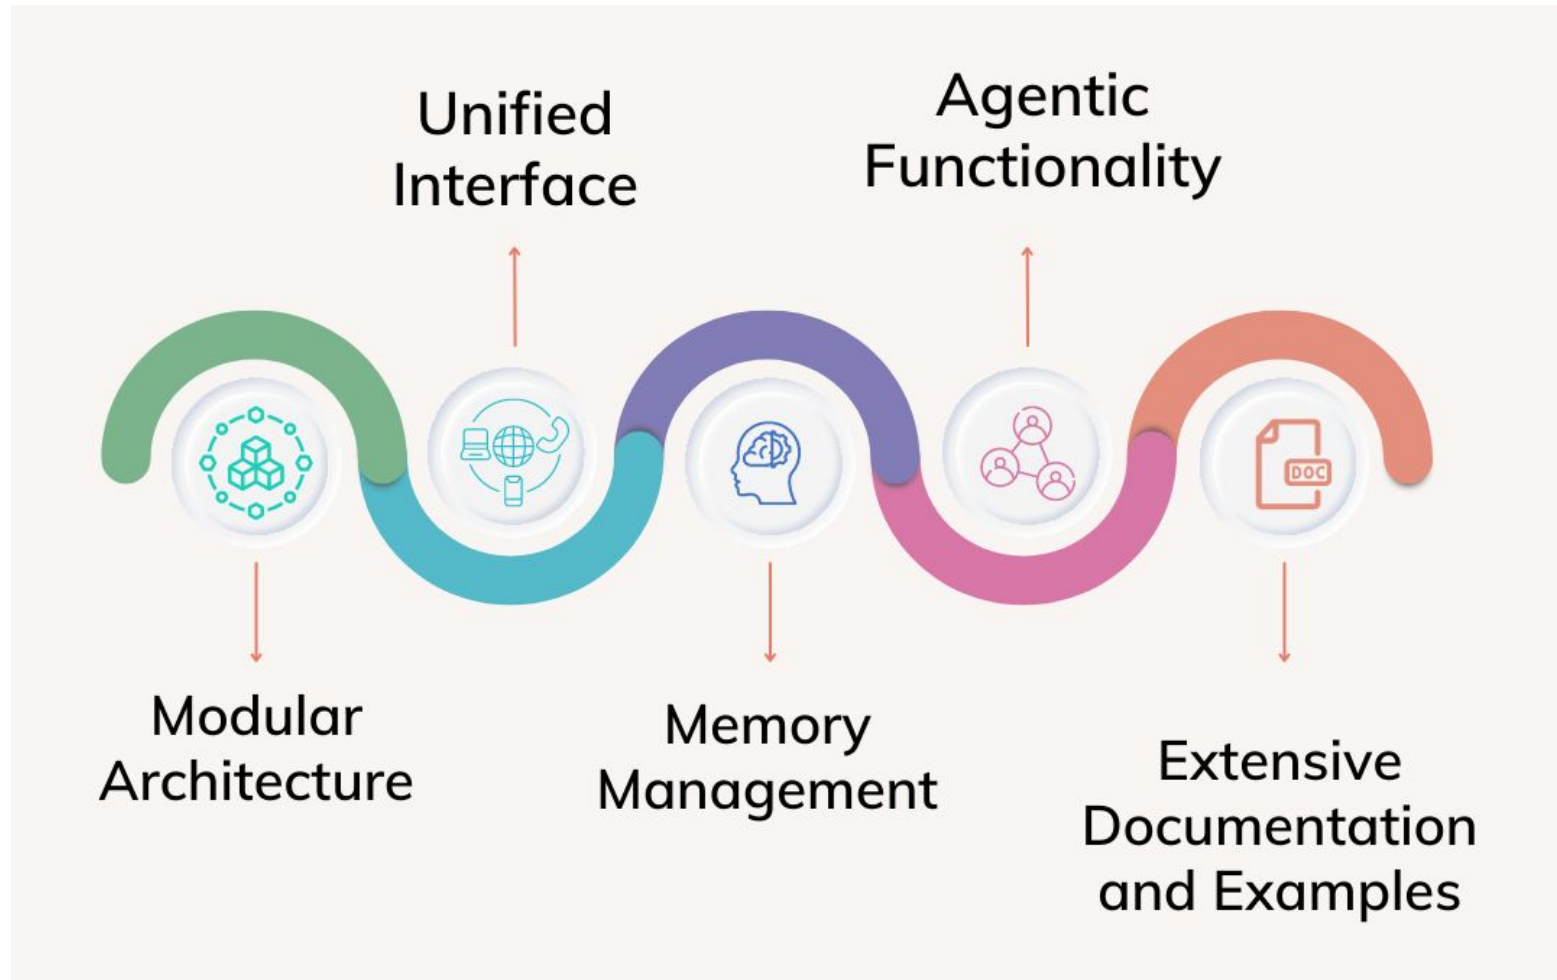 Unified
Interface
Agentic
Functionality
DOC
Modular
Architecture
Memory
Management
Extensive
Documentation
and Examples